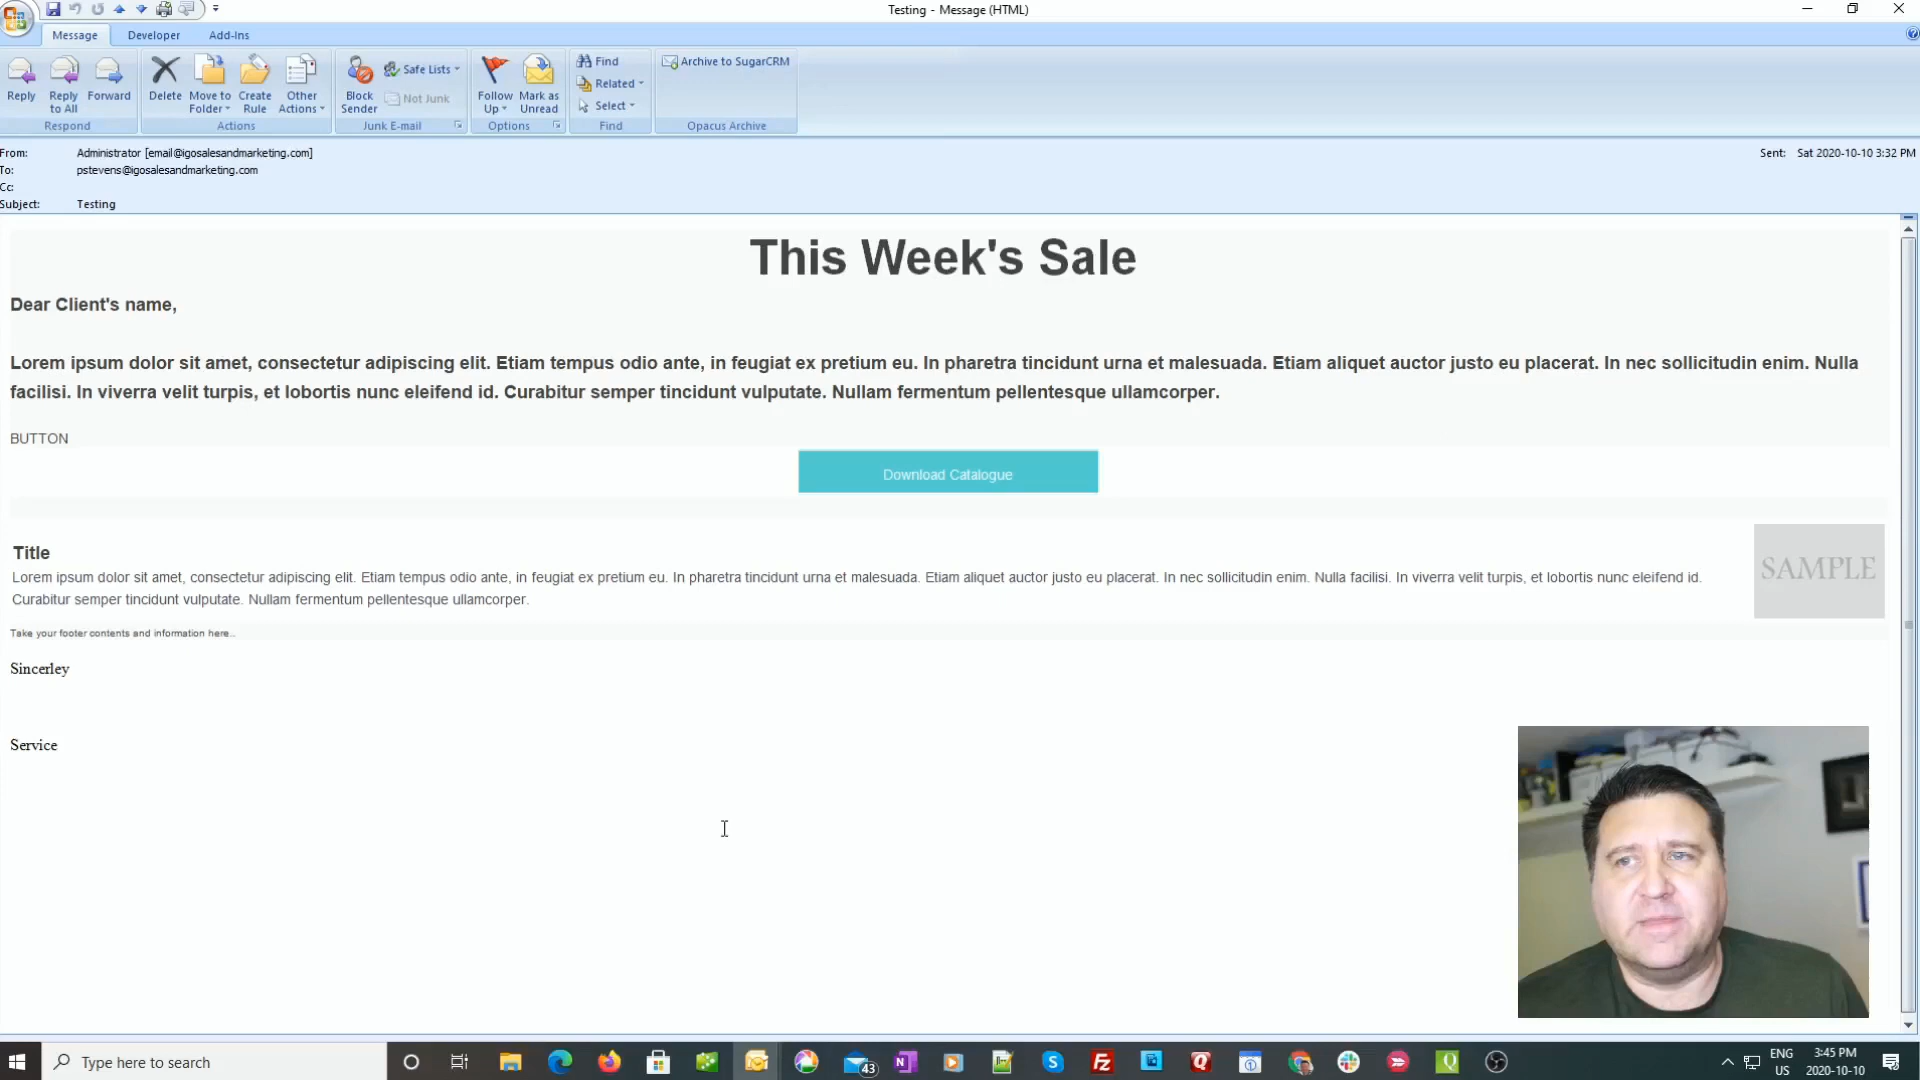 Testing - Message (HTML)
Message Developer Add-Ins
Reply
Reply to All
Forward
Respond
Delete
Move to Folder
Create Rule
Other Actions
Actions
Block Sender
Safe Lists
Not Junk
Junk E-mail
Follow Up
Mark as Unread
Options
Find
Related
Select
Find
Archive to SugarCRM
Opacus Archive
From: Administrator [email@igosalesandmarketing.com]
Sent: Sat 2020-10-10 3:32 PM
To: pstevens@igosalesandmarketing.com
Cc:
Subject: Testing
This Week's Sale
Dear Client's name,
Lorem ipsum dolor sit amet, consectetur adipiscing elit. Etiam tempus odio ante, in feugiat ex pretium eu. In pharetra tincidunt urna et malesuada. Etiam aliquet auctor justo eu placerat. In nec sollicitudin enim. Nulla
facilisi. In viverra velit turpis, et lobortis nunc eleifend id. Curabitur semper tincidunt vulputate. Nullam fermentum pellentesque ullamcorper.
BUTTON
Download Catalogue
Title
Lorem ipsum dolor sit amet, consectetur adipiscing elit. Etiam tempus odio ante, in feugiat ex pretium eu. In pharetra tincidunt urna et malesuada. Etiam aliquet auctor justo eu placerat. In nec sollicitudin enim. Nulla facilisi. In viverra velit turpis, et lobortis nunc eleifend id.
Curabitur semper tincidunt vulputate. Nullam fermentum pellentesque ullamcorper.
SAMPLE
Take your footer contents and information here..
Sincerley
Service
Type here to search
43
ENG
US
3:45 PM
2020-10-10